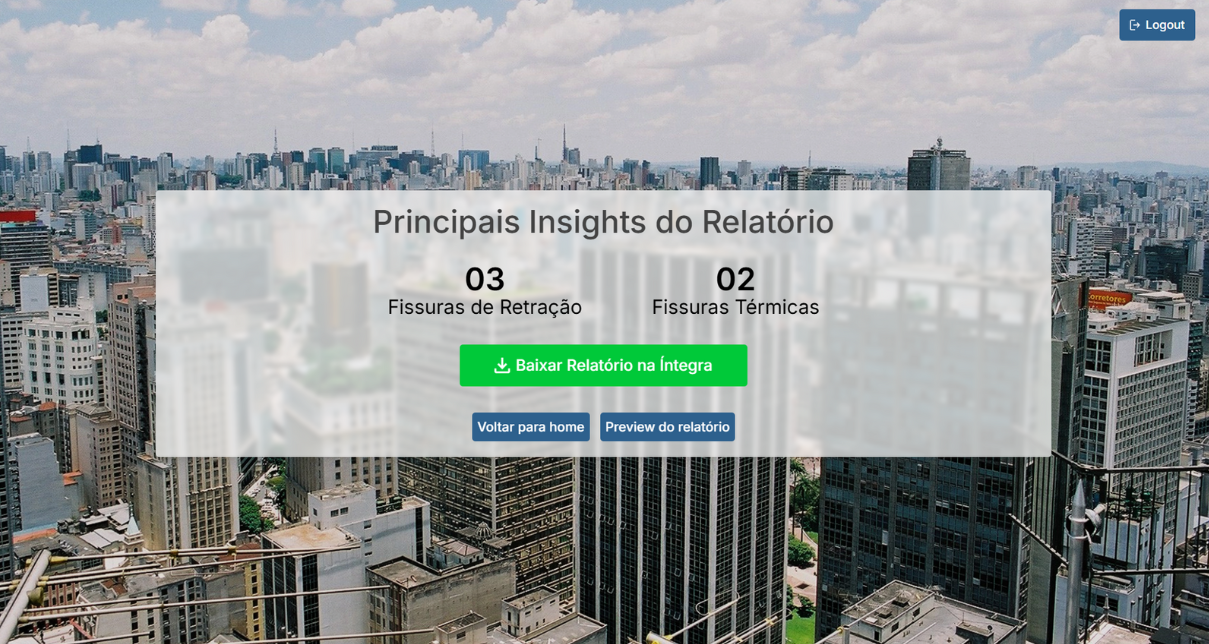 Logout
Principais Insights do Relatório
03
Fissuras de Retração
02
Fissuras Térmicas
Baixar Relatório na Íntegra
Voltar para home
Preview do relatório
Corretores